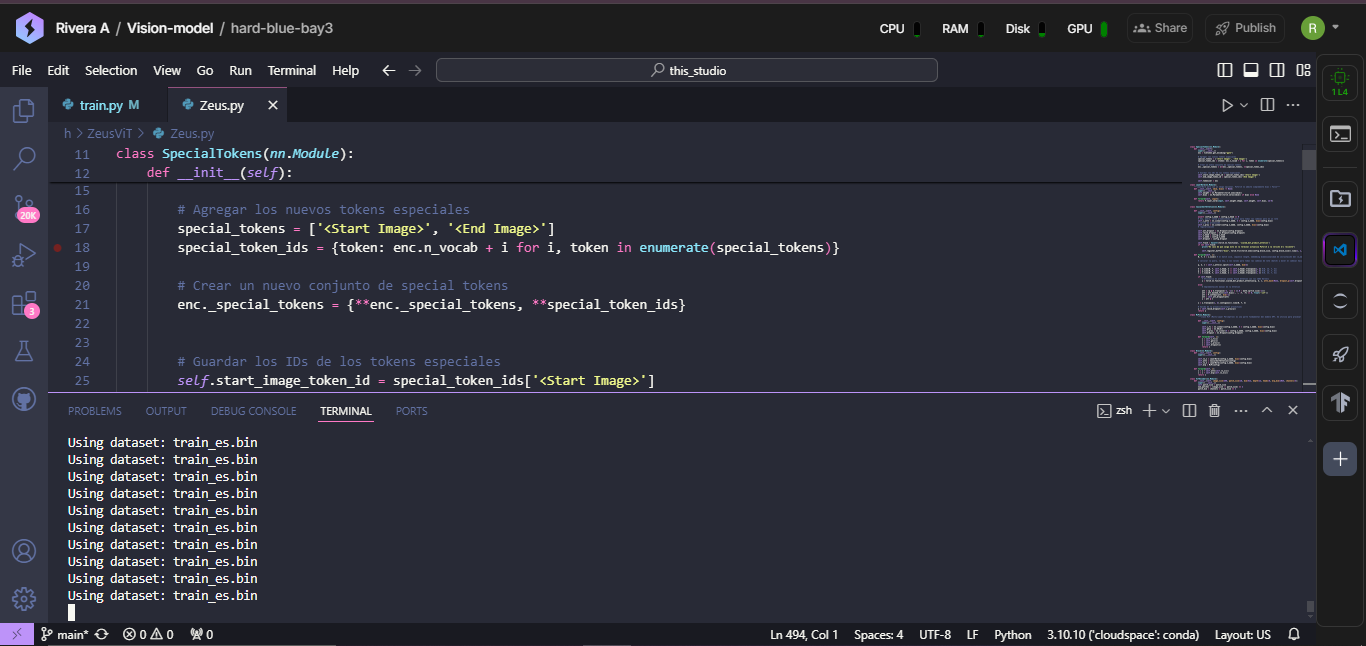 Rivera A / Vision-model / hard-blue-bay3
CPU RAM Disk GPU Share Publish R
File Edit Selection View Go Run Terminal Help this_studio
1 L4
train.py M Zeus.py
h > ZeusViT > Zeus.py
11 class SpecialTokens(nn.Module):
12 def __init__(self):
15
16 # Agregar los nuevos tokens especiales
17 special_tokens = ['<Start Image>', '<End Image>']
18 special_token_ids = {token: enc.n_vocab + i for i, token in enumerate(special_tokens)}
19
20 # Crear un nuevo conjunto de special tokens
21 enc._special_tokens = {**enc._special_tokens, **special_token_ids}
22
23
24 # Guardar los IDs de los tokens especiales
25 self.start_image_token_id = special_token_ids['<Start Image>']
20K
3
PROBLEMS OUTPUT DEBUG CONSOLE TERMINAL PORTS zsh
Using dataset: train_es.bin
Using dataset: train_es.bin
Using dataset: train_es.bin
Using dataset: train_es.bin
Using dataset: train_es.bin
Using dataset: train_es.bin
Using dataset: train_es.bin
Using dataset: train_es.bin
Using dataset: train_es.bin
Using dataset: train_es.bin
main* 0 0 0 Ln 494, Col 1 Spaces: 4 UTF-8 LF Python 3.10.10 ('cloudspace': conda) Layout: US